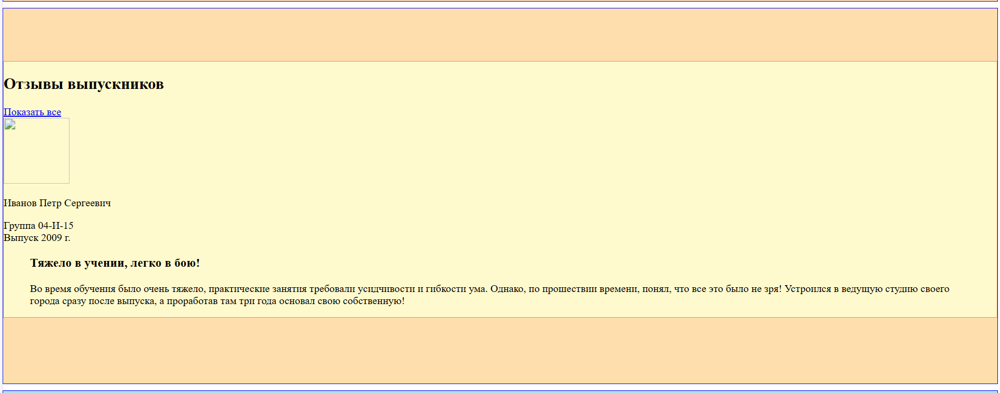 Отзывы выпускников
Показать все
Иванов Петр Сергеевич
Группа 04-И-15
Выпуск 2009 г.
Тяжело в учении, легко в бою!
Во время обучения было очень тяжело, практические занятия требовали усидчивости и гибкости ума. Однако, по прошествии времени, понял, что все это было не зря! Устроился в ведущую студию своего
города сразу после выпуска, а проработав там три года основал свою собственную!